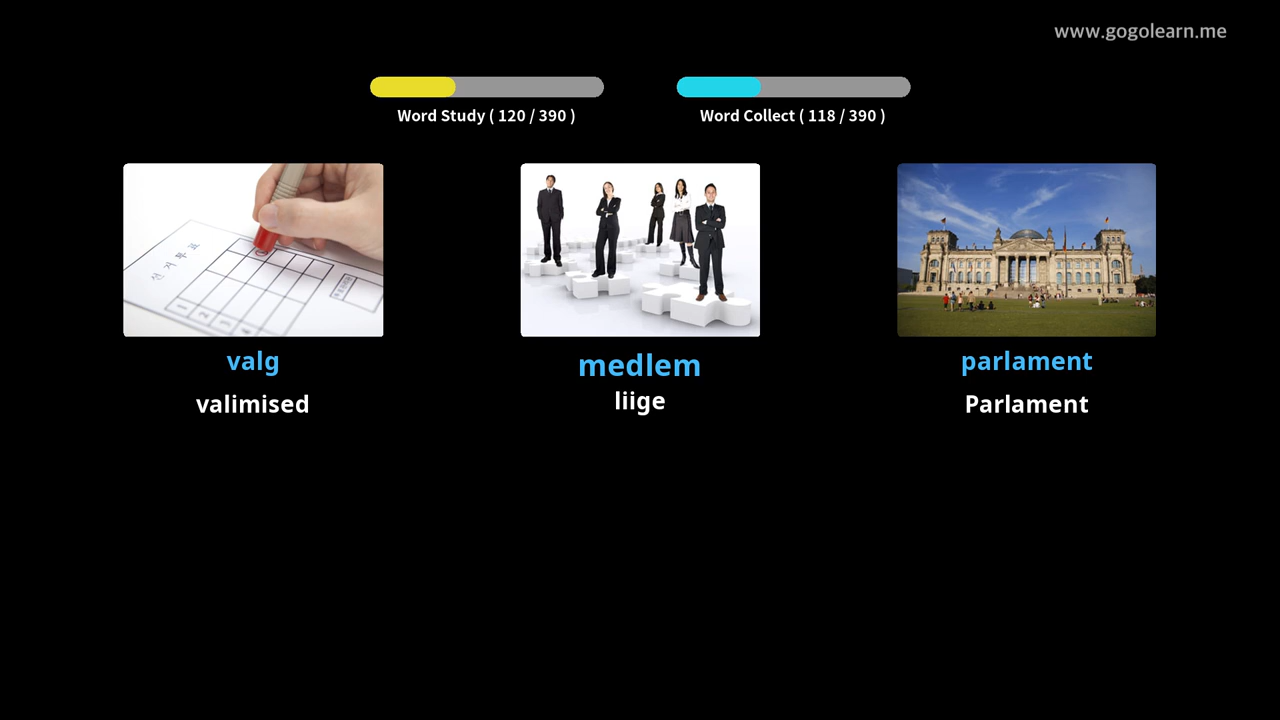 www.gogolearn.me
Word Study ( 120 / 390 )
Word Collect ( 118 / 390 )
valg
valimised
medlem
liige
parlament
Parlament